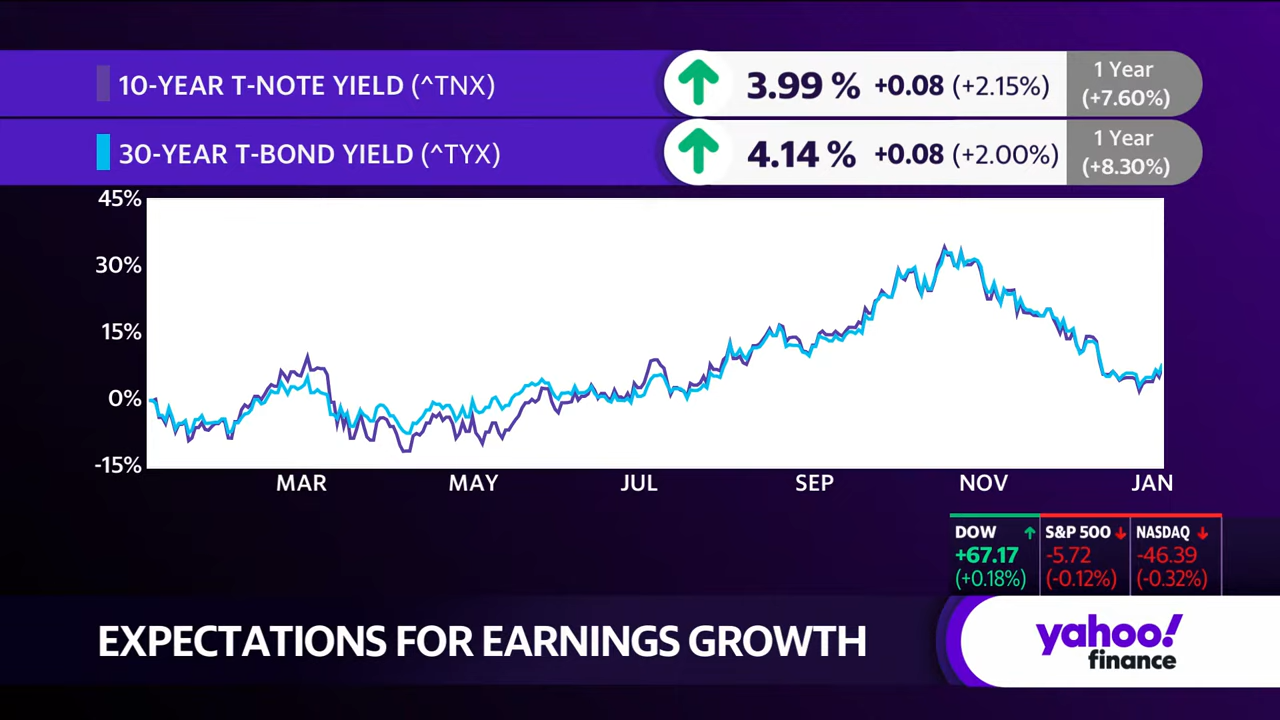 10-YEAR T-NOTE YIELD (^TNX) 3.99 % +0.08 (+2.15%) 1 Year (+7.60%)
30-YEAR T-BOND YIELD (^TYX) 4.14 % +0.08 (+2.00%) 1 Year (+8.30%)
45%
30%
15%
0%
-15%
MAR MAY JUL SEP NOV JAN
DOW S&P 500 NASDAQ
+67.17 -5.72 -46.39
(+0.18%) (-0.12%) (-0.32%)
EXPECTATIONS FOR EARNINGS GROWTH
yahoo!
finance